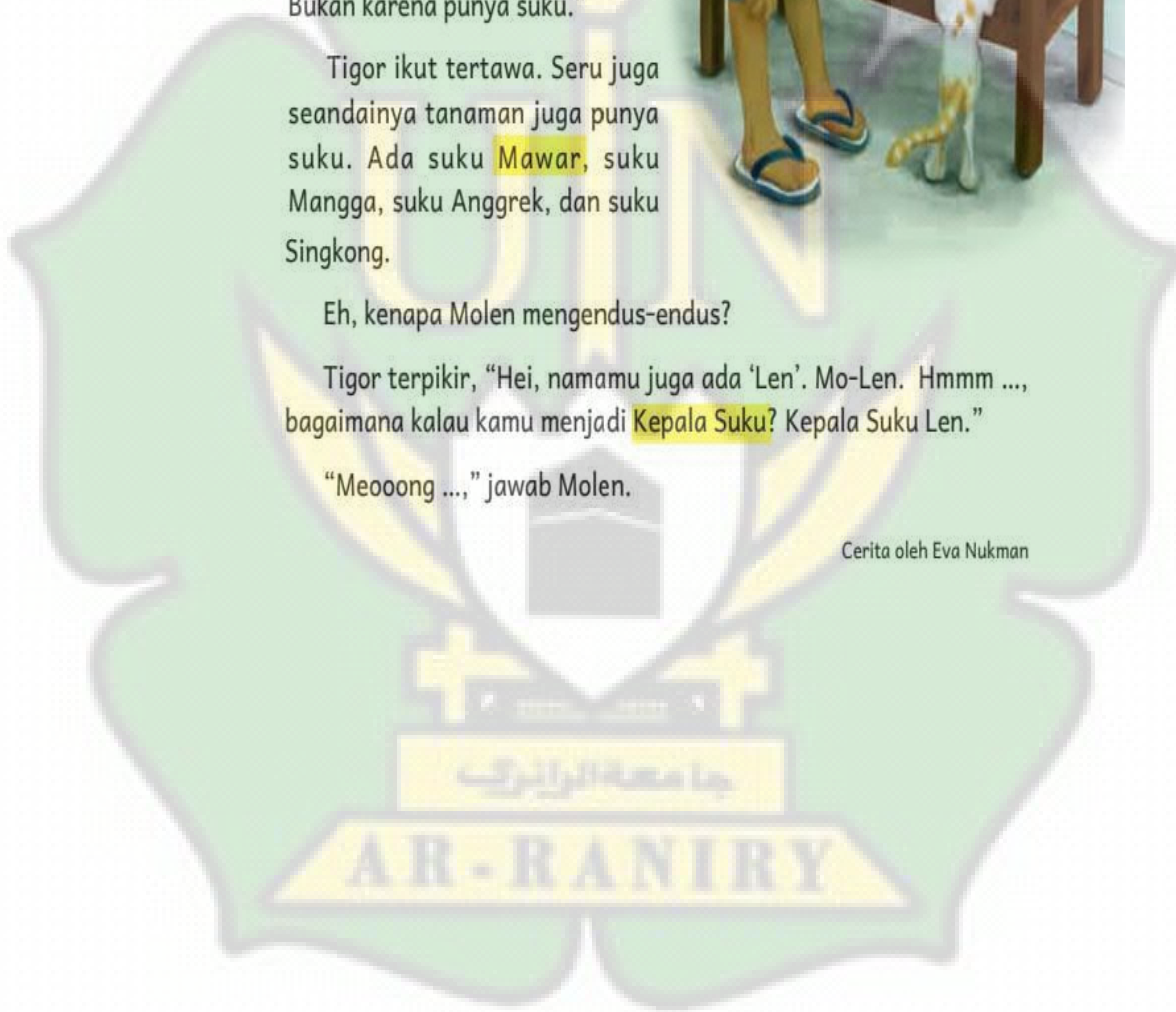 Bukan karena punya suku.
Tigor ikut tertawa. Seru juga
seandainya tanaman juga punya
suku. Ada suku Mawar, suku
Mangga, suku Anggrek, dan suku
Singkong.
Eh, kenapa Molen mengendus-endus?
Tigor terpikir, “Hei, namamu juga ada ‘Len’. Mo-Len. Hmmm ...,
bagaimana kalau kamu menjadi Kepala Suku? Kepala Suku Len.”
“Meooong ...,” jawab Molen.
Cerita oleh Eva Nukman
UIN
جامعة الرانري
AR-RANIRY